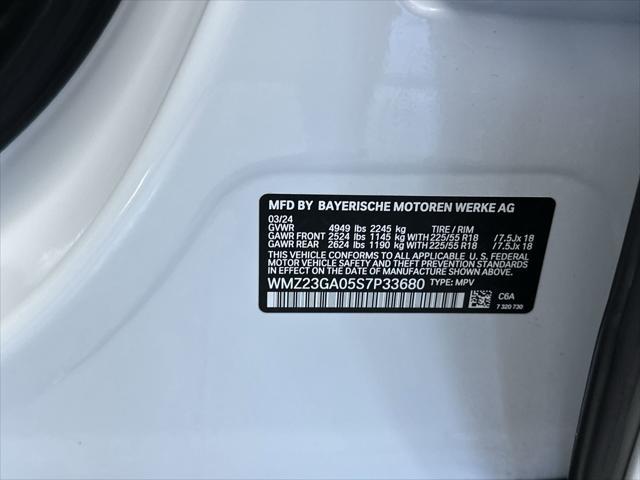 MFD BY BAYERISCHE MOTOREN WERKE AG
03/24
GVWR 4949 lbs 2245 kg TIRE / RIM
GAWR FRONT 2524 lbs 1145 kg WITH 225/55 R18 /7.5Jx 18
GAWR REAR 2624 lbs 1190 kg WITH 225/55 R18 /7.5Jx 18
THIS VEHICLE CONFORMS TO ALL APPLICABLE U. S. FEDERAL
MOTOR VEHICLE SAFETY, BUMPER, AND THEFT PREVENTION
STANDARDS IN EFFECT ON THE DATE OF MANUFACTURE SHOWN ABOVE.
WMZ23GA05S7P33680 TYPE: MPV
C6A
7 320 730